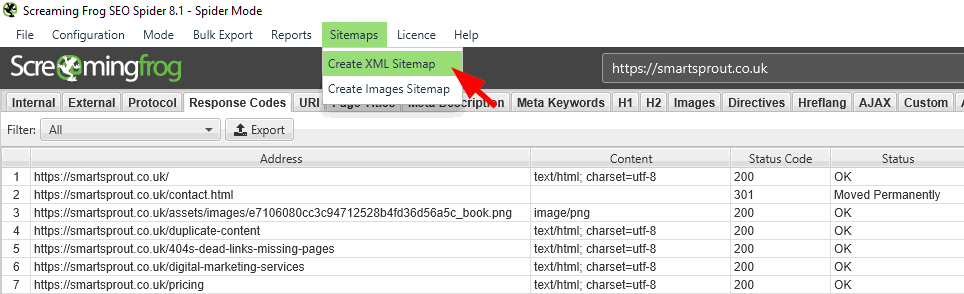 Screaming Frog SEO Spider 8.1 - Spider Mode
File Configuration Mode Bulk Export Reports Sitemaps Licence Help
Create XML Sitemap
Create Images Sitemap
Screamingfrog
https://smartsprout.co.uk
Internal External Protocol Response Codes URI Page Titles Meta Description Meta Keywords H1 H2 Images Directives Hreflang AJAX Custom
Filter: All Export
Address Content Status Code Status
1 https://smartsprout.co.uk/ text/html; charset=utf-8 200 OK
2 https://smartsprout.co.uk/contact.html 301 Moved Permanently
3 https://smartsprout.co.uk/assets/images/e7106080cc3c94712528b4fd36d56a5c_book.png image/png 200 OK
4 https://smartsprout.co.uk/duplicate-content text/html; charset=utf-8 200 OK
5 https://smartsprout.co.uk/404s-dead-links-missing-pages text/html; charset=utf-8 200 OK
6 https://smartsprout.co.uk/digital-marketing-services text/html; charset=utf-8 200 OK
7 https://smartsprout.co.uk/pricing text/html; charset=utf-8 200 OK